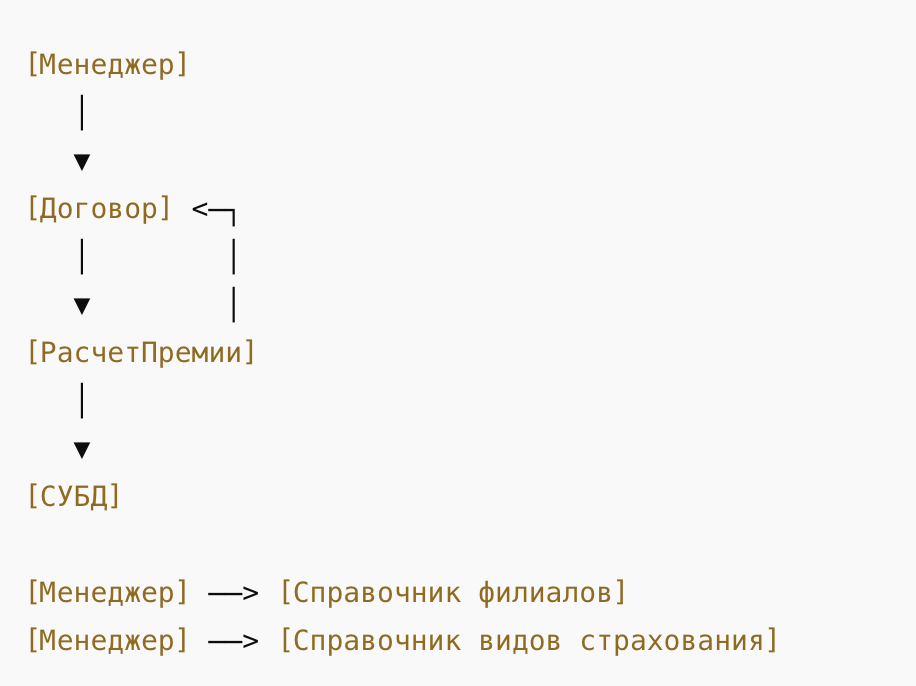 [Менеджер]
│
▼
[Договор] <─┐
│ │
▼ │
[РасчетПремии]
│
▼
[СУБД]
[Менеджер] ──> [Справочник филиалов]
[Менеджер] ──> [Справочник видов страхования]